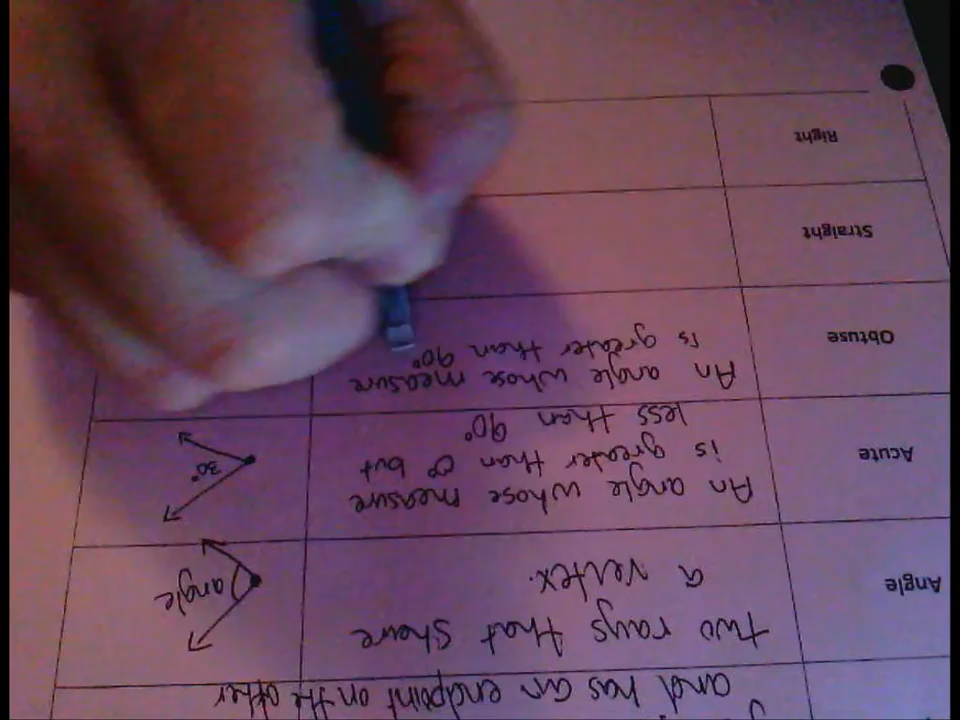 and has an endpoint on the other
Angle
two rays that share
a vertex.
angle
Acute
An angle whose measure
is greater than 0° but
less than 90°
30°
Obtuse
An angle whose measure
is greater than 90°
Straight
Right